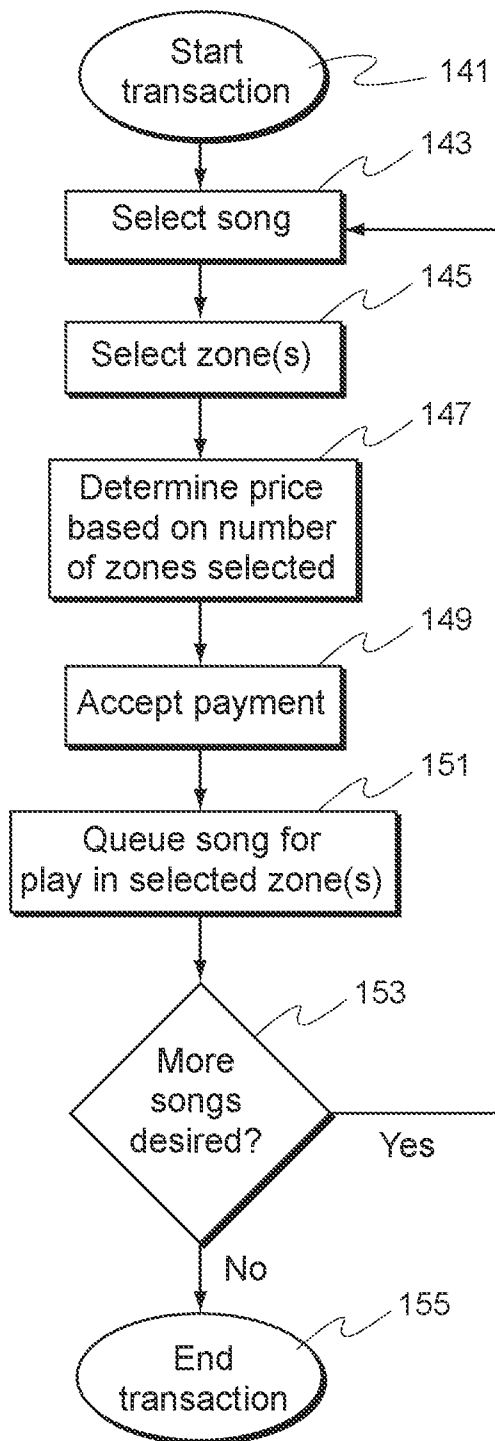 Start
transaction
141
143
Select song
145
Select zone(s)
147
Determine price
based on number
of zones selected
149
Accept payment
151
Queue song for
play in selected zone(s)
153
More
songs
desired?
Yes
No
155
End
transaction